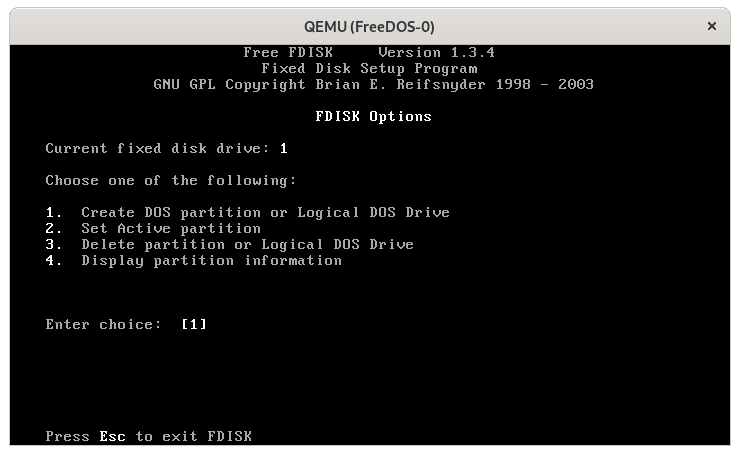 QEMU (FreeDOS-0) ×
Free FDISK     Version 1.3.4
Fixed Disk Setup Program
GNU GPL Copyright Brian E. Reifsnyder 1998 - 2003
FDISK Options
Current fixed disk drive: 1
Choose one of the following:
1.  Create DOS partition or Logical DOS Drive
2.  Set Active partition
3.  Delete partition or Logical DOS Drive
4.  Display partition information
Enter choice:  [1]
Press Esc to exit FDISK